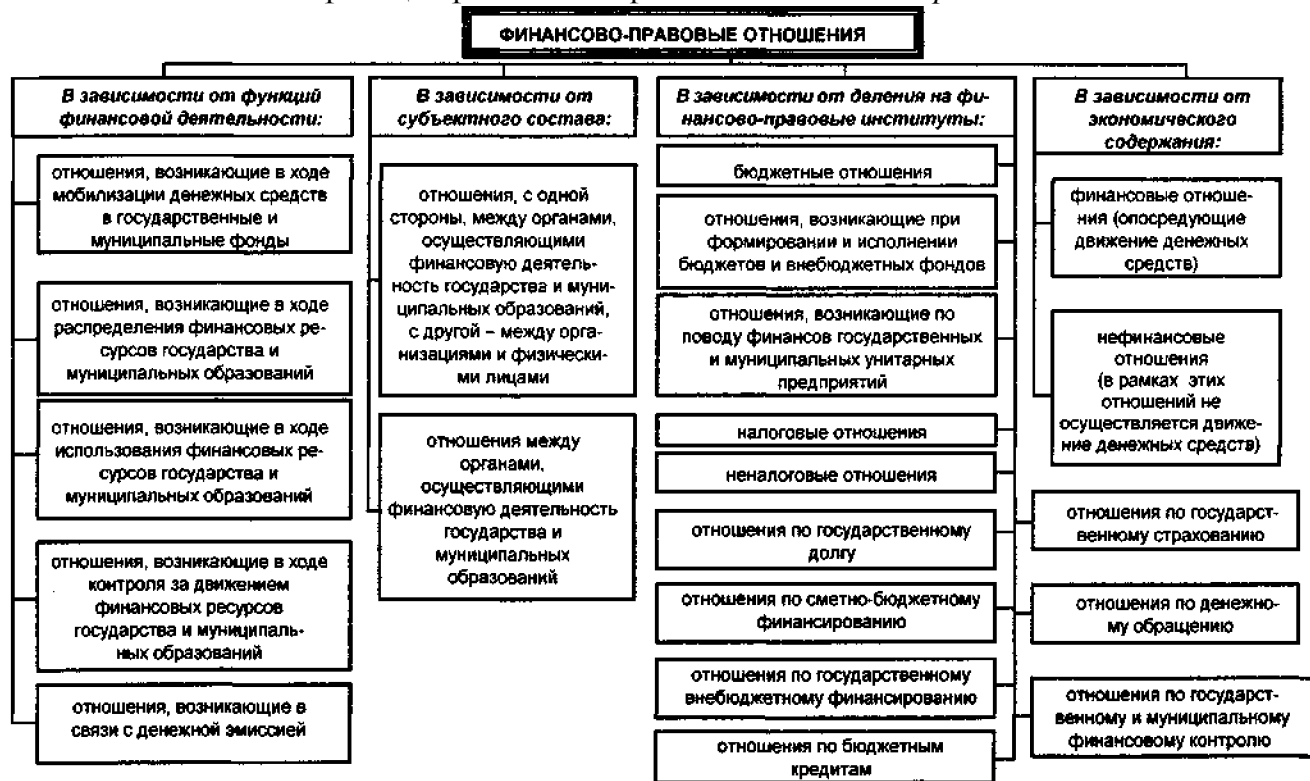 ФИНАНСОВО-ПРАВОВЫЕ ОТНОШЕНИЯ
В зависимости от функций
финансовой деятельности:
отношения, возникающие в ходе
мобилизации денежных средств
в государственные и
муниципальные фонды
отношения, возникающие в ходе
распределения финансовых ре-
сурсов государства и
муниципальных образований
отношения, возникающие в ходе
использования финансовых ре-
сурсов государства и
муниципальных образований
отношения, возникающие в ходе
контроля за движением
финансовых ресурсов
государства и муниципаль-
ных образований
отношения, возникающие в
связи с денежной эмиссией
В зависимости от
субъектного состава:
отношения, с одной
стороны, между органами,
осуществляющими
финансовую деятель-
ность государства и муни-
ципальных образований,
с другой – между орга-
низациями и физически-
ми лицами
отношения между
органами,
осуществляющими
финансовую деятельность
государства и
муниципальных
образований
В зависимости от деления на фи-
нансово-правовые институты:
бюджетные отношения
отношения, возникающие при
формировании и исполнении
бюджетов и внебюджетных фондов
отношения, возникающие по
поводу финансов государственных
и муниципальных унитарных
предприятий
налоговые отношения
неналоговые отношения
отношения по государственному
долгу
отношения по сметно-бюджетному
финансированию
отношения по государственному
внебюджетному финансированию
отношения по бюджетным
кредитам
В зависимости от
экономического
содержания:
финансовые отноше-
ния (опосредующие
движение денежных
средств)
нефинансовые
отношения
(в рамках этих
отношений не
осуществляется движе-
ние денежных средств)
отношения по государст-
венному страхованию
отношения по денежно-
му обращению
отношения по государст-
венному и муниципальному
финансовому контролю